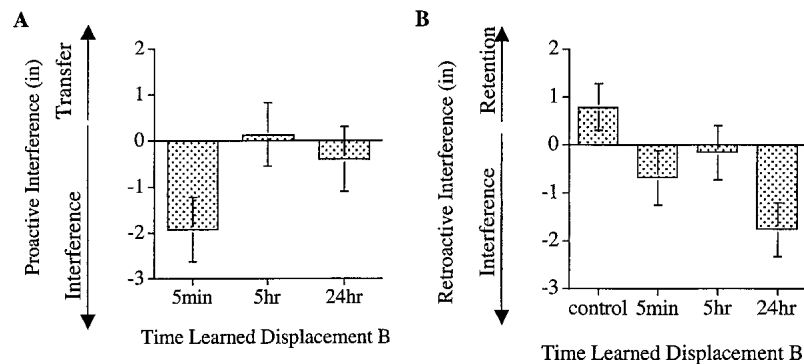 A
Proactive Interference (in)
Transfer
Interference
2
1
0
-1
-2
-3
5min 5hr 24hr
Time Learned Displacement B
B
Retroactive Interference (in)
Retention
Interference
2
1
0
-1
-2
-3
control 5min 5hr 24hr
Time Learned Displacement B